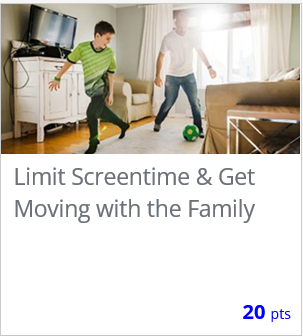 Limit Screentime & Get
Moving with the Family
20 pts